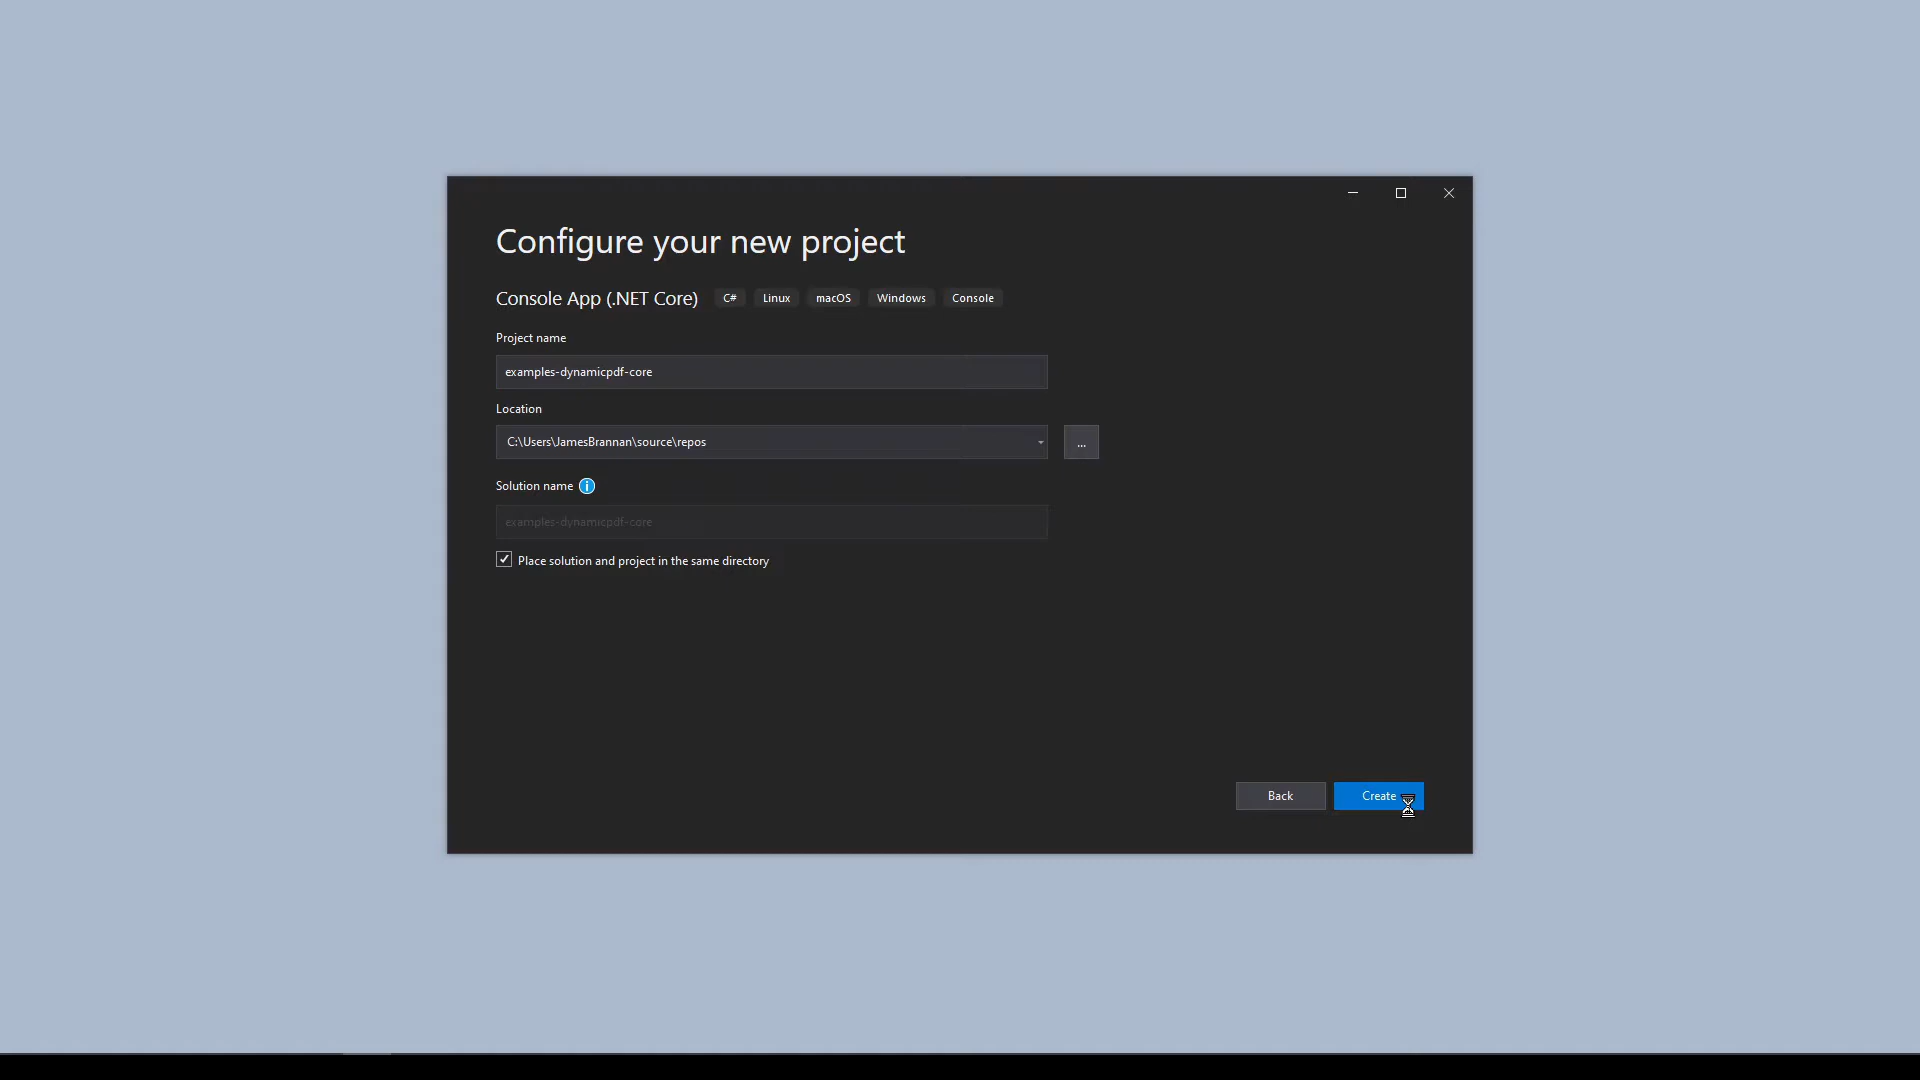 Configure your new project
Console App (.NET Core) C# Linux macOS Windows Console
Project name
examples-dynamicpdf-core
Location
C:\Users\JamesBrannan\source\repos
...
Solution name i
examples-dynamicpdf-core
Place solution and project in the same directory
Back Create